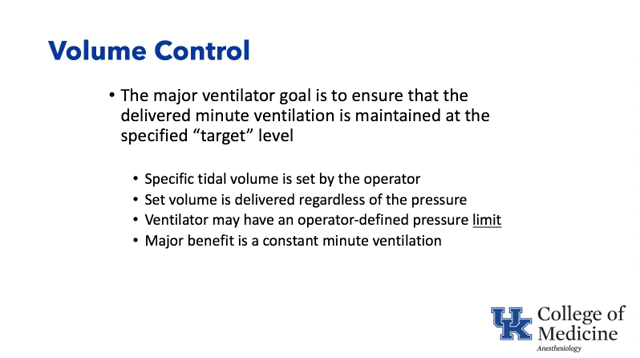 Volume Control
• The major ventilator goal is to ensure that the
delivered minute ventilation is maintained at the
specified “target” level
• Specific tidal volume is set by the operator
• Set volume is delivered regardless of the pressure
• Ventilator may have an operator-defined pressure limit
• Major benefit is a constant minute ventilation
UK
College of
Medicine
Anesthesiology